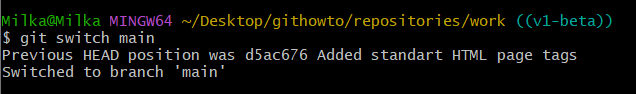 Milka@Milka MINGW64 ~/Desktop/githowto/repositories/work ((v1-beta))
$ git switch main
Previous HEAD position was d5ac676 Added standart HTML page tags
Switched to branch 'main'